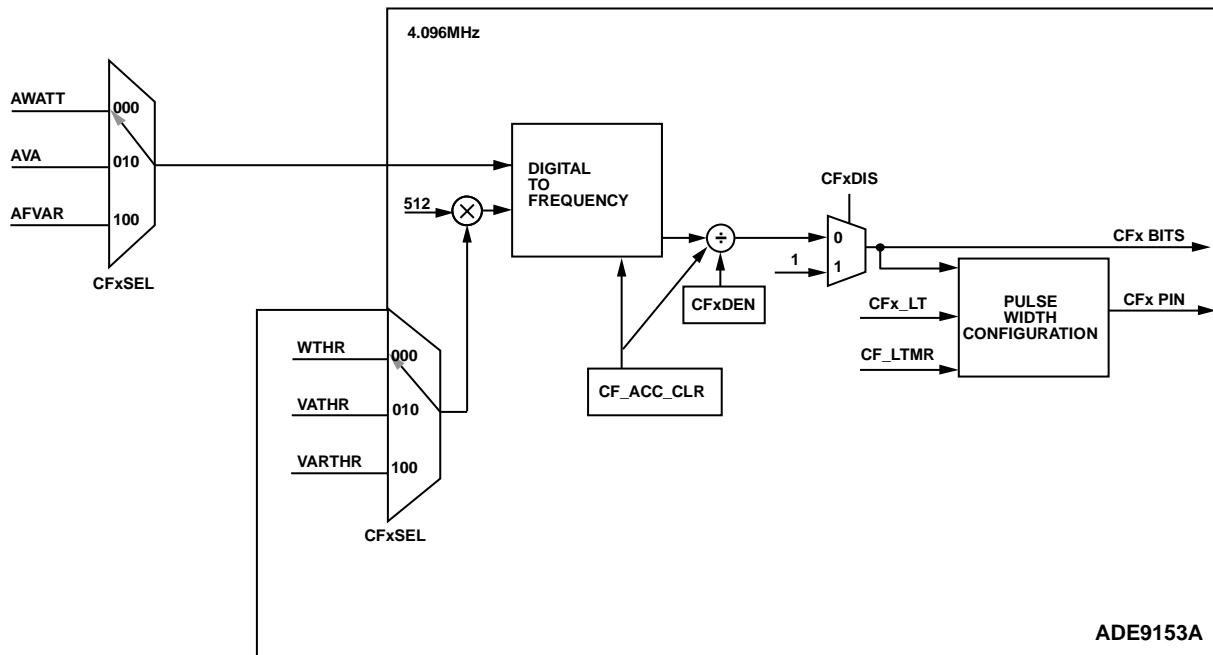 4.096MHz
AWATT
000
AVA
010
AFVAR
100
CFxSEL
DIGITAL
TO
FREQUENCY
512
×
÷
CFxDEN
CF_ACC_CLR
CFxDIS
0
1
1
CFx BITS
CFx_LT
CF_LTMR
PULSE
WIDTH
CONFIGURATION
CFx PIN
WTHR
000
VATHR
010
VARTHR
100
CFxSEL
ADE9153A